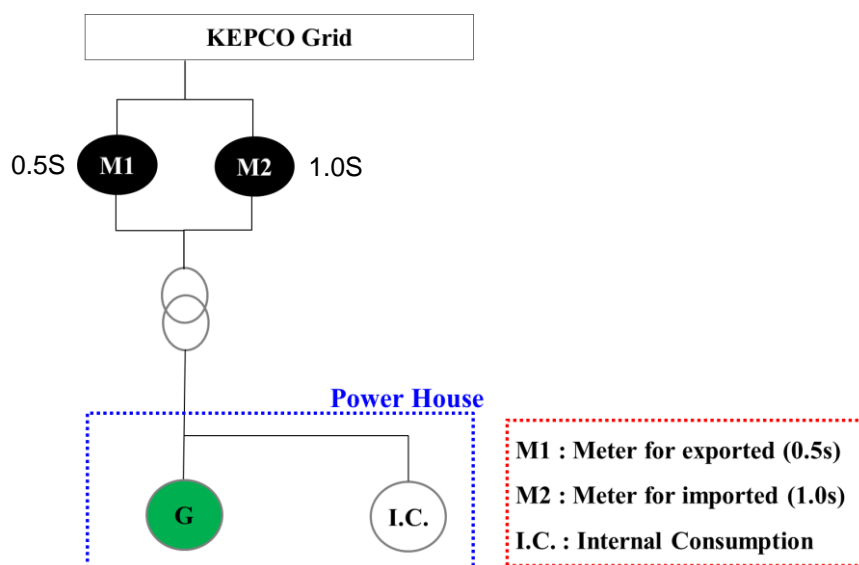 KEPCO Grid
0.5S
M1
M2
1.0S
Power House
G
I.C.
M1 : Meter for exported (0.5s)
M2 : Meter for imported (1.0s)
I.C. : Internal Consumption